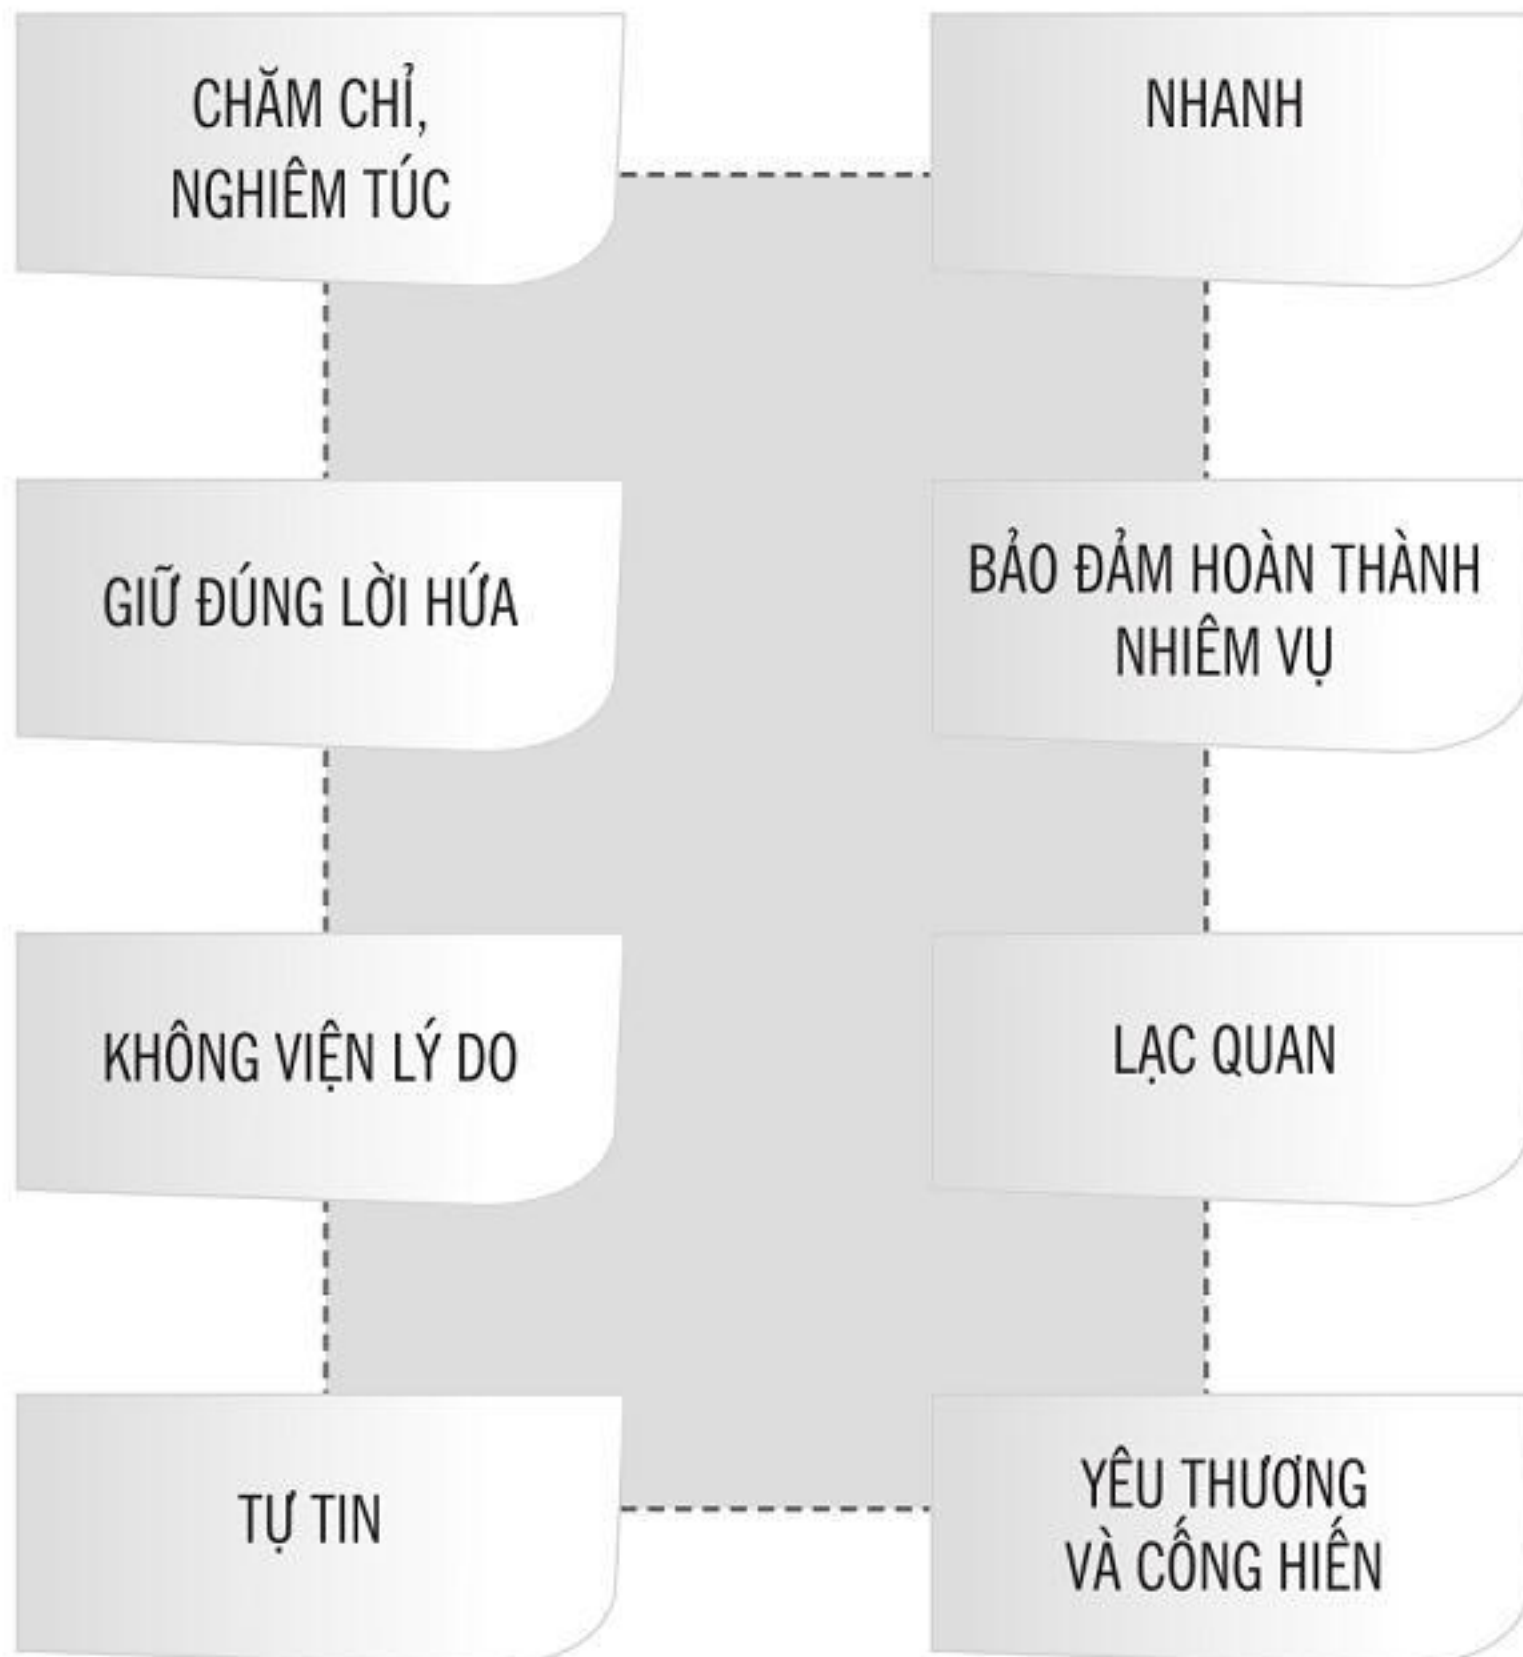 CHĂM CHỈ,
NGHIÊM TÚC
NHANH
GIỮ ĐÚNG LỜI HỨA
BẢO ĐẢM HOÀN THÀNH
NHIỆM VỤ
KHÔNG VIỆN LÝ DO
LẠC QUAN
TỰ TIN
YÊU THƯƠNG
VÀ CỐNG HIẾN